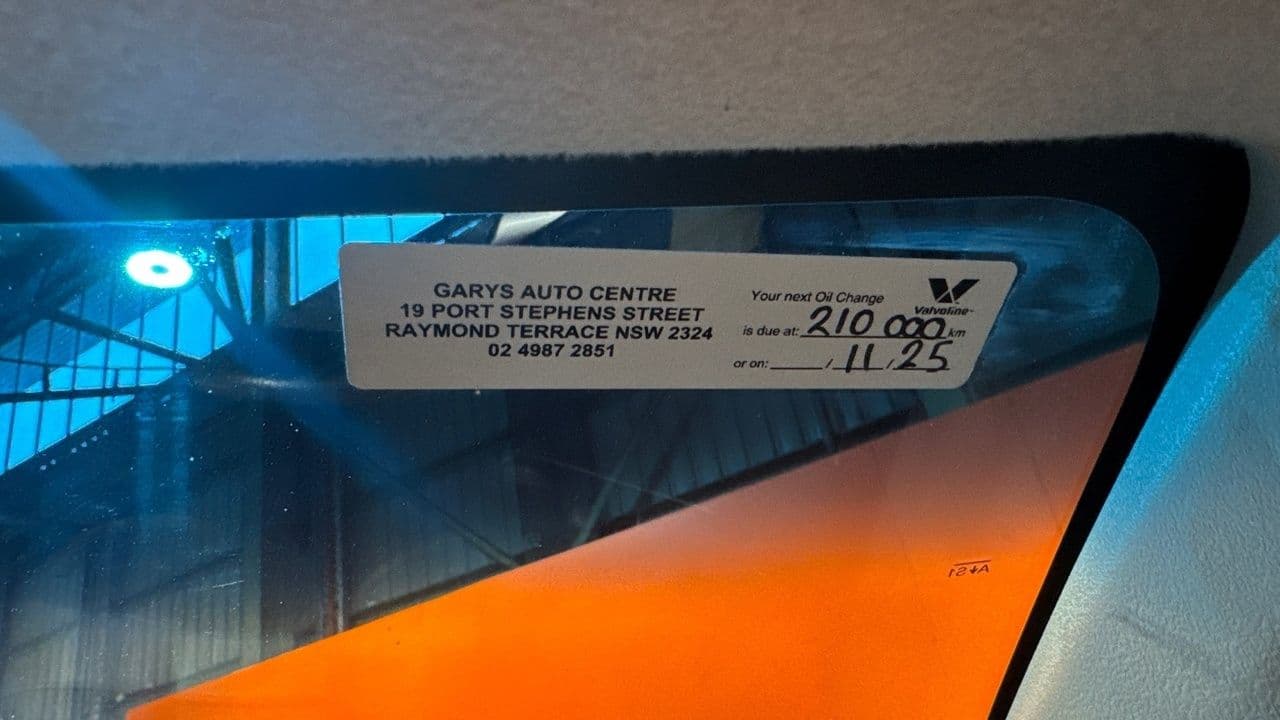 GARYS AUTO CENTRE
19 PORT STEPHENS STREET
RAYMOND TERRACE NSW 2324
02 4987 2851
Your next Oil Change
Valvoline™
is due at: 210 000 km
or on: ____/ 11 / 25